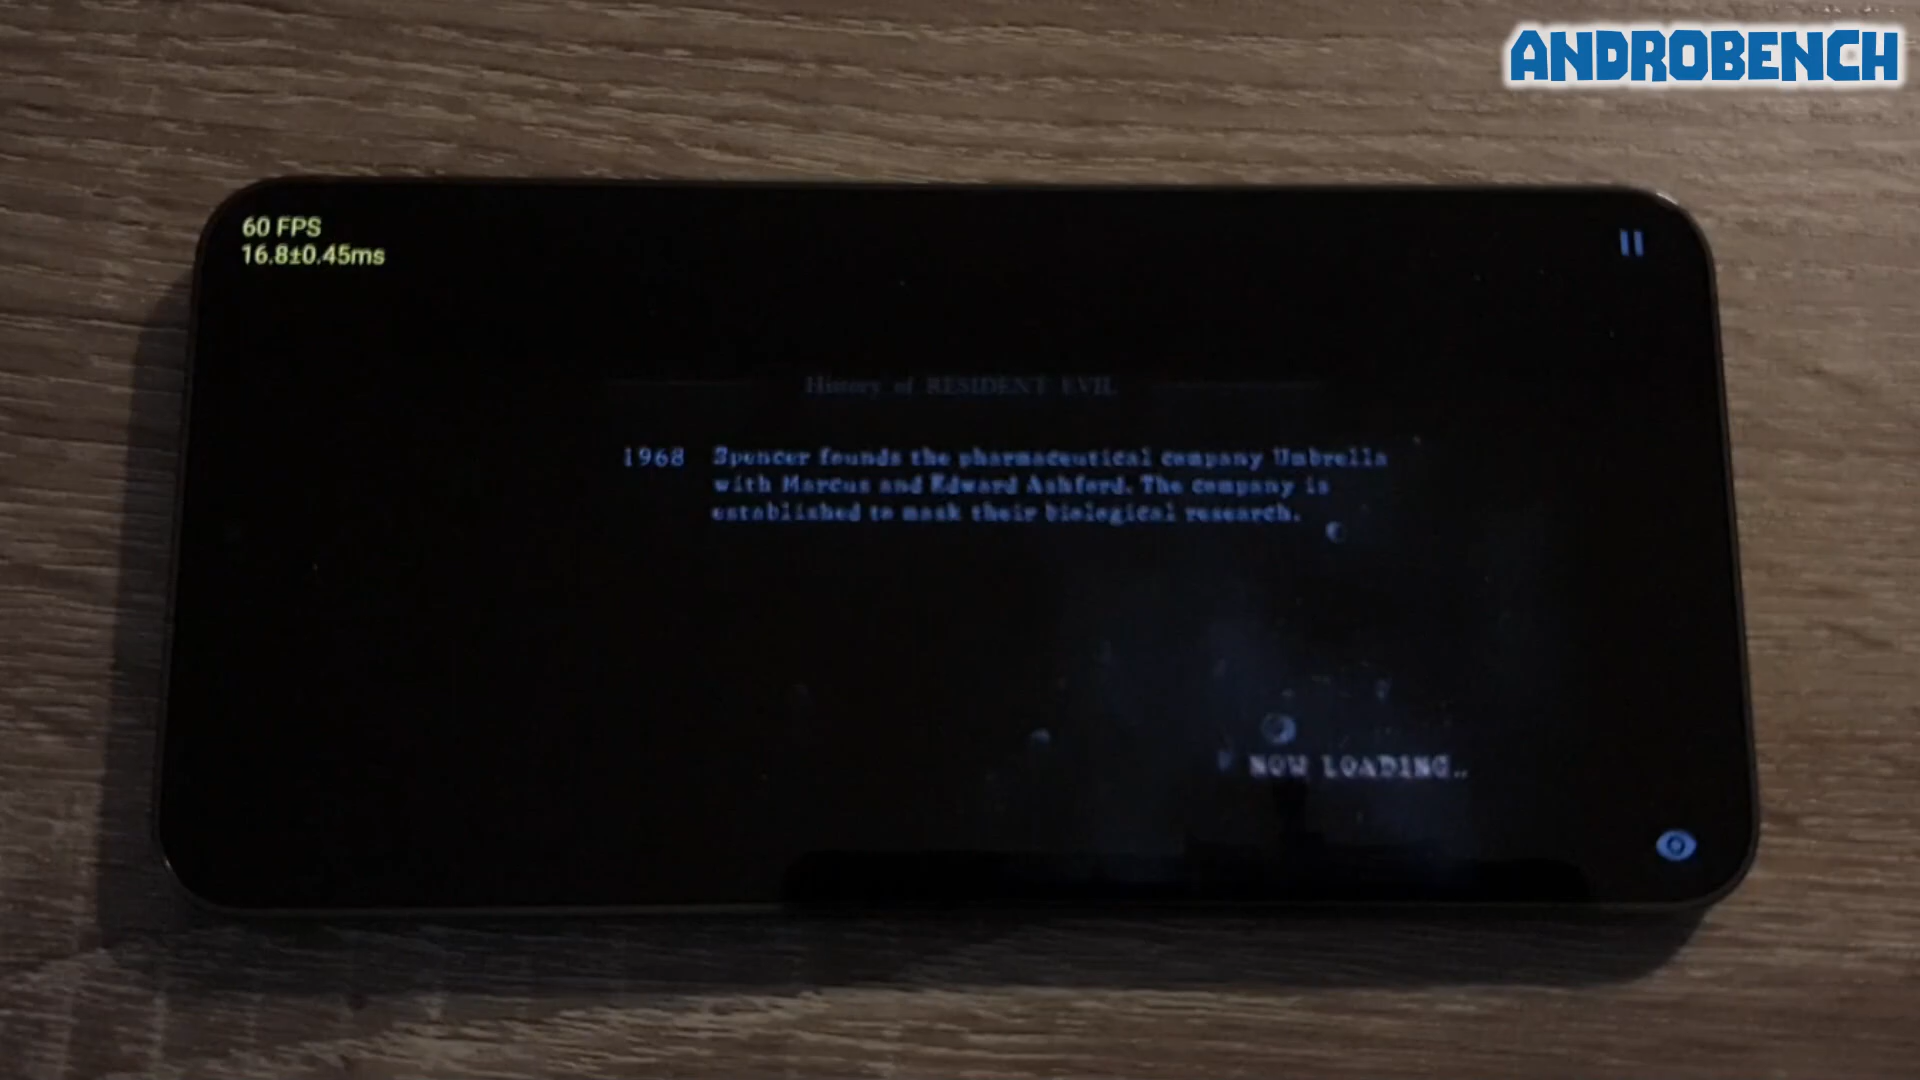 ANDROBENCH
60 FPS
16.8±0.45ms
History of RESIDENT EVIL
1968 Spencer founds the pharmaceutical company Umbrella
with Marcus and Edward Ashford. The company is
established to mask their biological research.
NOW LOADING..